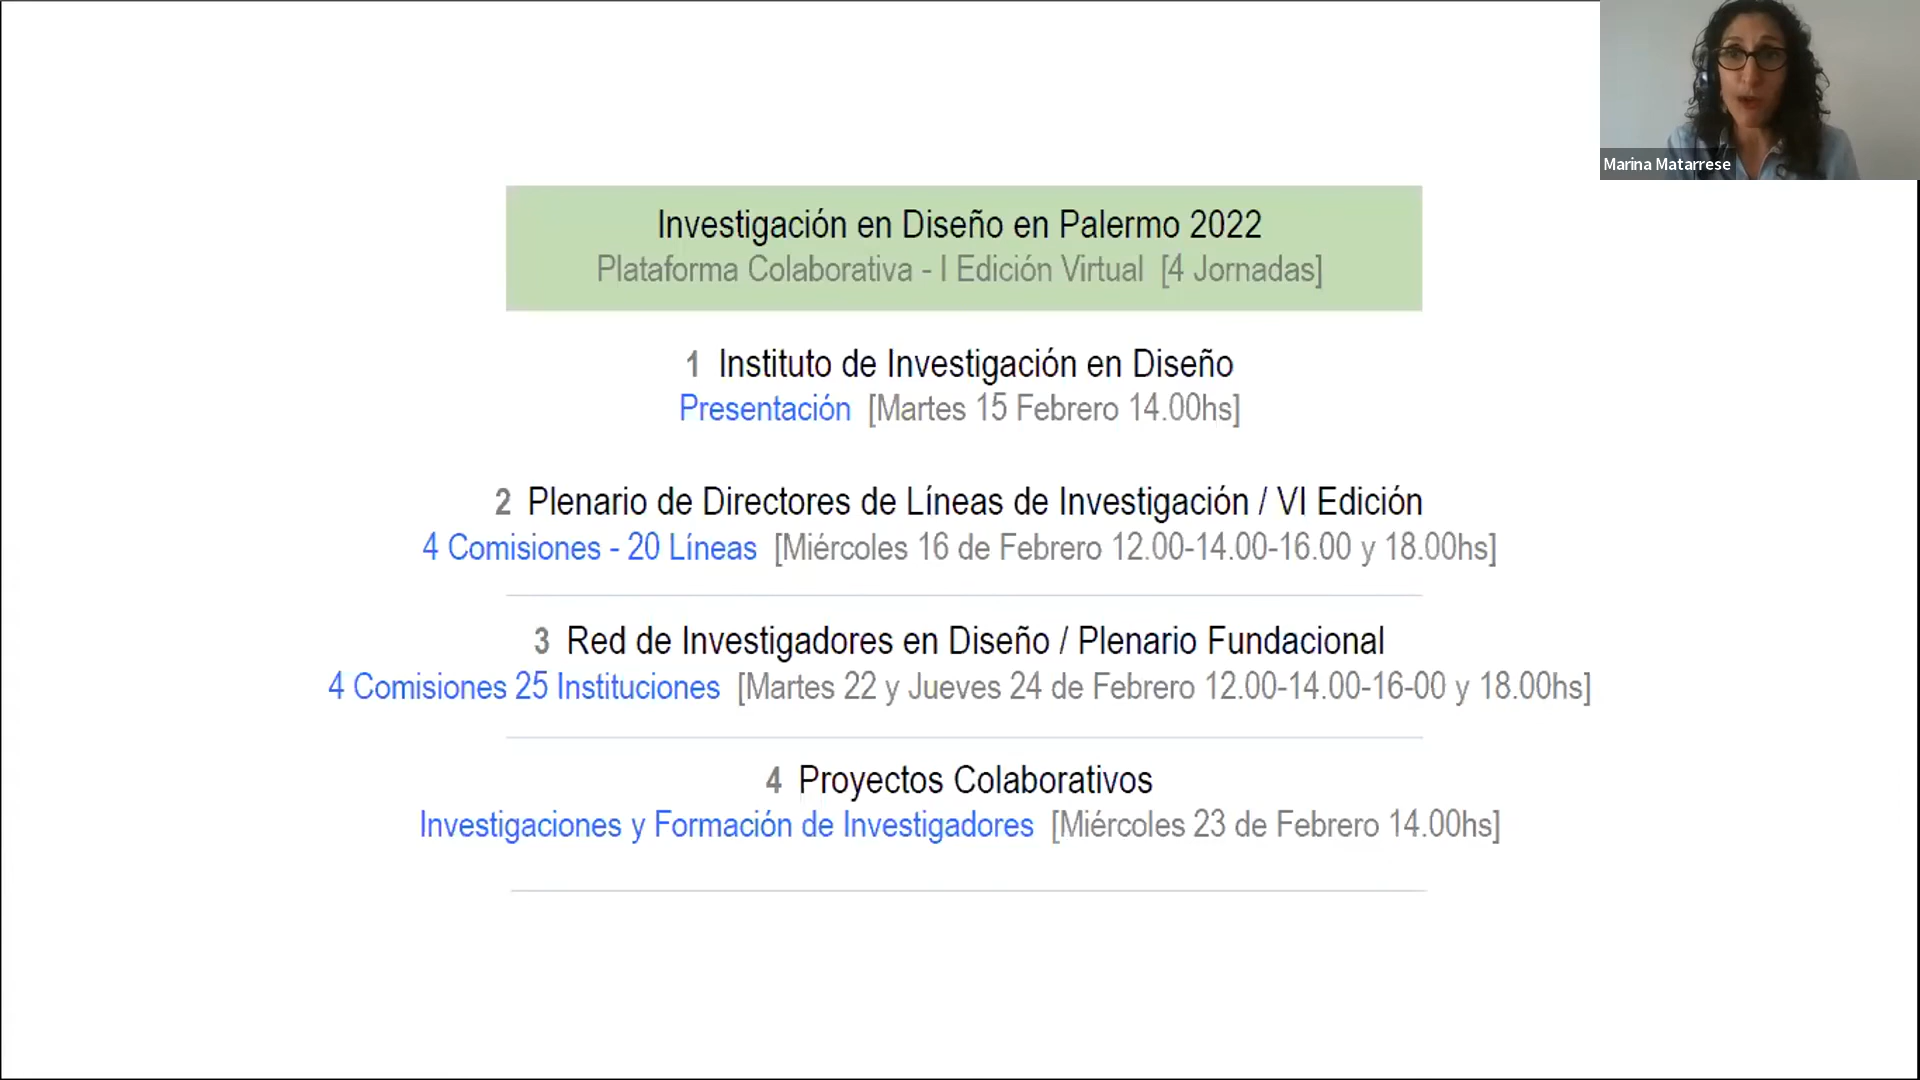 Marina Matarrese
Investigación en Diseño en Palermo 2022
Plataforma Colaborativa - I Edición Virtual [4 Jornadas]
1 Instituto de Investigación en Diseño
Presentación [Martes 15 Febrero 14.00hs]
2 Plenario de Directores de Líneas de Investigación / VI Edición
4 Comisiones - 20 Líneas [Miércoles 16 de Febrero 12.00-14.00-16.00 y 18.00hs]
3 Red de Investigadores en Diseño / Plenario Fundacional
4 Comisiones 25 Instituciones [Martes 22 y Jueves 24 de Febrero 12.00-14.00-16-00 y 18.00hs]
4 Proyectos Colaborativos
Investigaciones y Formación de Investigadores [Miércoles 23 de Febrero 14.00hs]